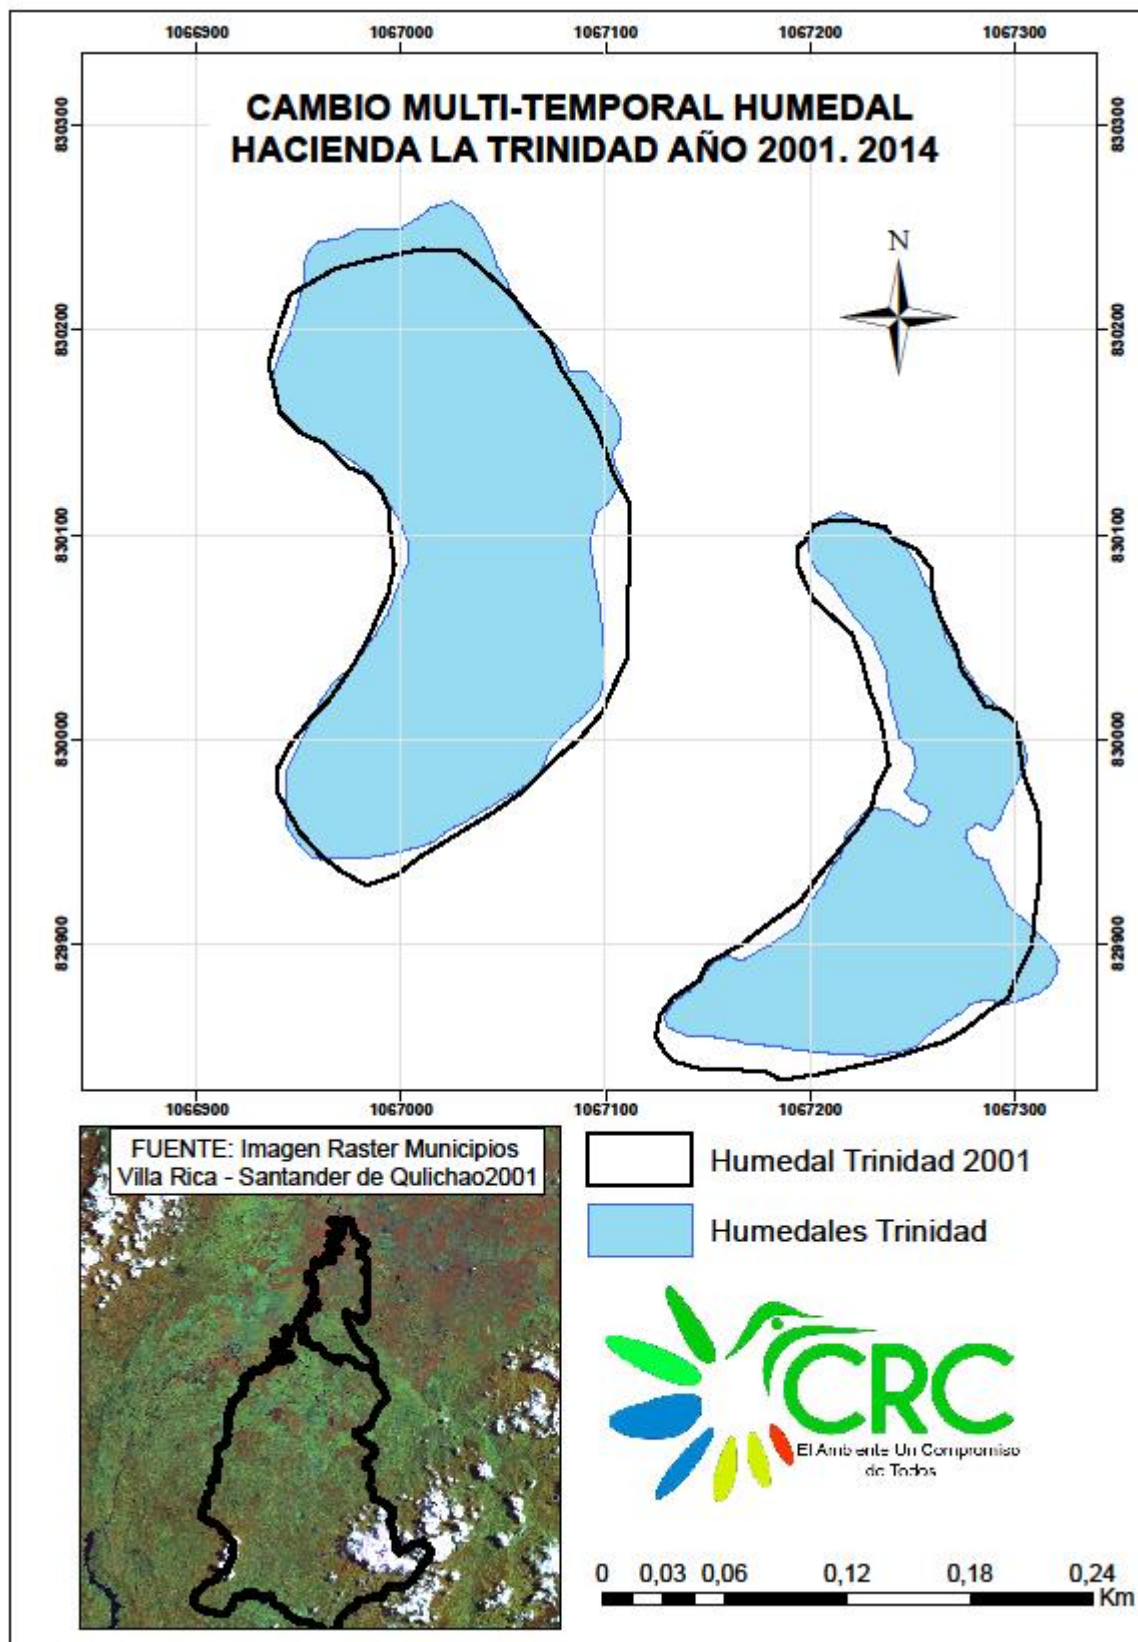 1066900 1067000 1067100 1067200 1067300
CAMBIO MULTI-TEMPORAL HUMEDAL
HACIENDA LA TRINIDAD AÑO 2001. 2014
N
830300
830200
830100
830000
829900
830300
830200
830100
830000
829900
1066900 1067000 1067100 1067200 1067300
FUENTE: Imagen Raster Municipios
Villa Rica - Santander de Qulichao2001
Humedal Trinidad 2001
Humedales Trinidad
CRC
El Ambiente Un Compromiso
de Todos
0 0,03 0,06 0,12 0,18 0,24
Km